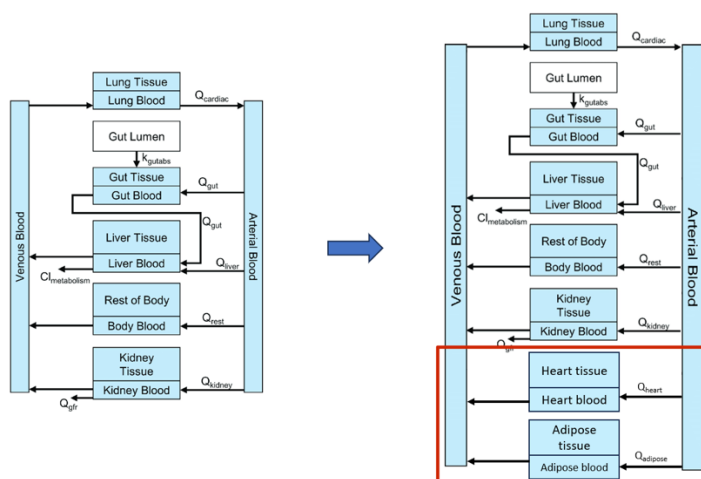 Lung Tissue
Lung Blood
Qcardiac
Gut Lumen
kgutabs
Gut Tissue
Gut Blood
Qgut
Qgut
Liver Tissue
Liver Blood
Qliver
Clmetabolism
Rest of Body
Body Blood
Qrest
Kidney
Tissue
Kidney Blood
Qkidney
Qgfr
Venous Blood
Arterial Blood
Lung Tissue
Lung Blood
Qcardiac
Gut Lumen
kgutabs
Gut Tissue
Gut Blood
Qgut
Qgut
Liver Tissue
Liver Blood
Qliver
Clmetabolism
Rest of Body
Body Blood
Qrest
Kidney
Tissue
Kidney Blood
Qkidney
Qgfr
Heart tissue
Heart blood
Qheart
Adipose
tissue
Adipose blood
Qadipose
Venous Blood
Arterial Blood